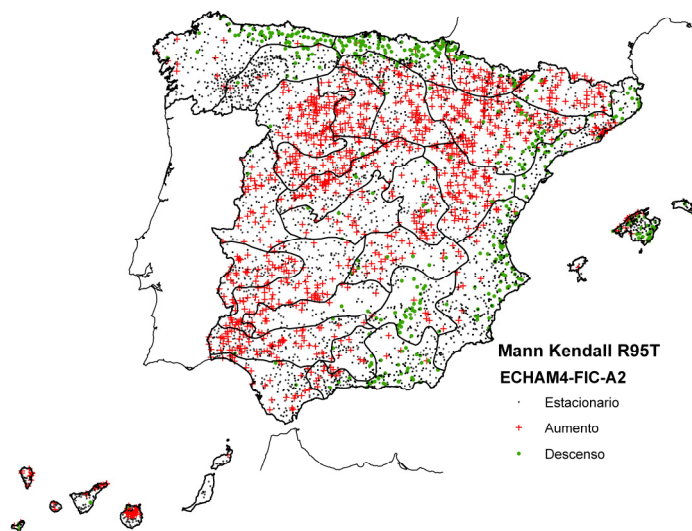 Mann Kendall R95T
ECHAM4-FIC-A2
Estacionario
Aumento
Descenso